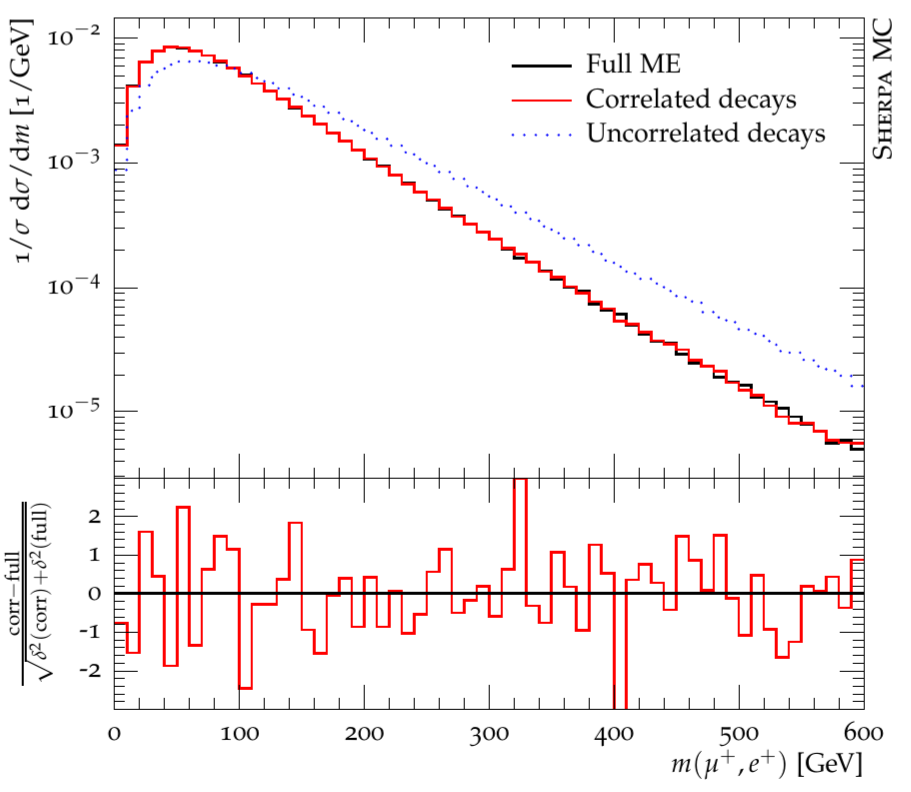 10−2
10−3
10−4
10−5
1/σ dσ/dm [1/GeV]
Full ME
Correlated decays
Uncorrelated decays
SHERPA MC
2
1
0
-1
-2
corr−full
√δ²(corr)+δ²(full)
0 100 200 300 400 500 600
m(μ+, e+) [GeV]